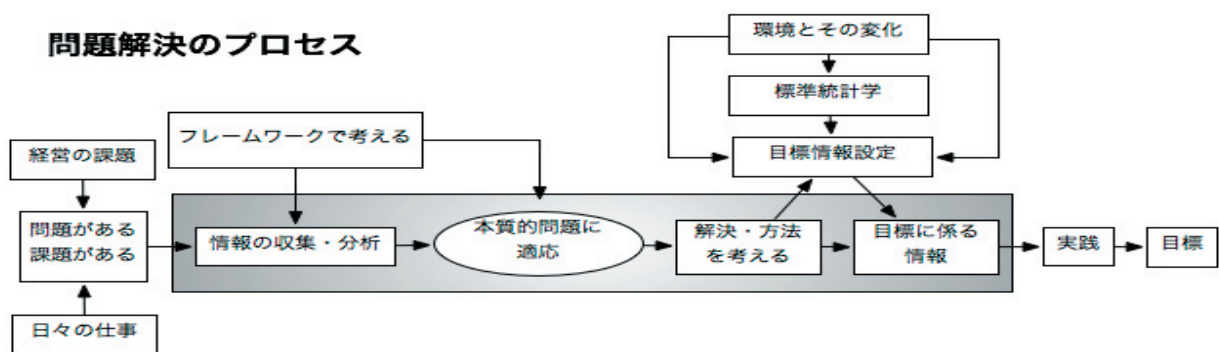 問題解決のプロセス
環境とその変化
標準統計学
フレームワークで考える
目標情報設定
経営の課題
問題がある
課題がある
情報の収集・分析
本質的問題に
適応
解決・方法
を考える
目標に係る
情報
実践
目標
日々の仕事